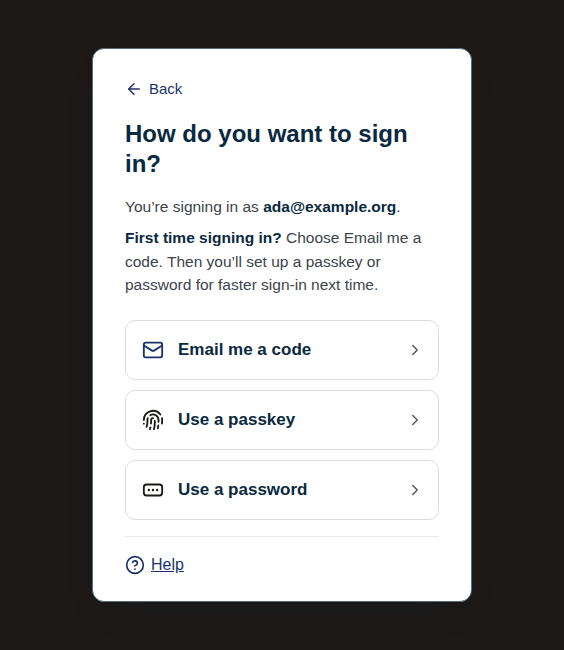 Back
How do you want to sign
in?
You’re signing in as ada@example.org.
First time signing in? Choose Email me a
code. Then you’ll set up a passkey or
password for faster sign-in next time.
Email me a code
Use a passkey
Use a password
Help